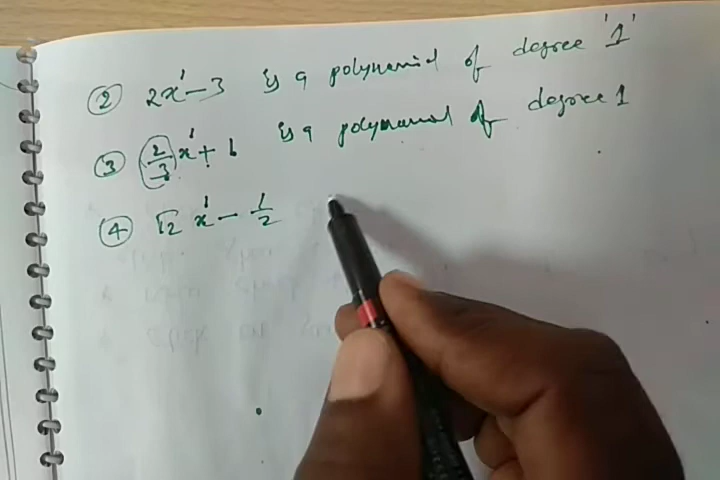 ② 2x¹ - 3 is a polynomial of degree '1'
③ (2/3)x¹ + 6 is a polynomial of degree 1
④ √2 x¹ - 1/2